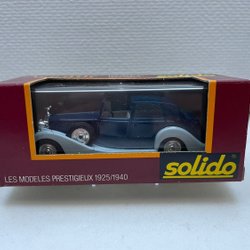 solido
LES MODELES PRESTIGIEUX 1925/1940